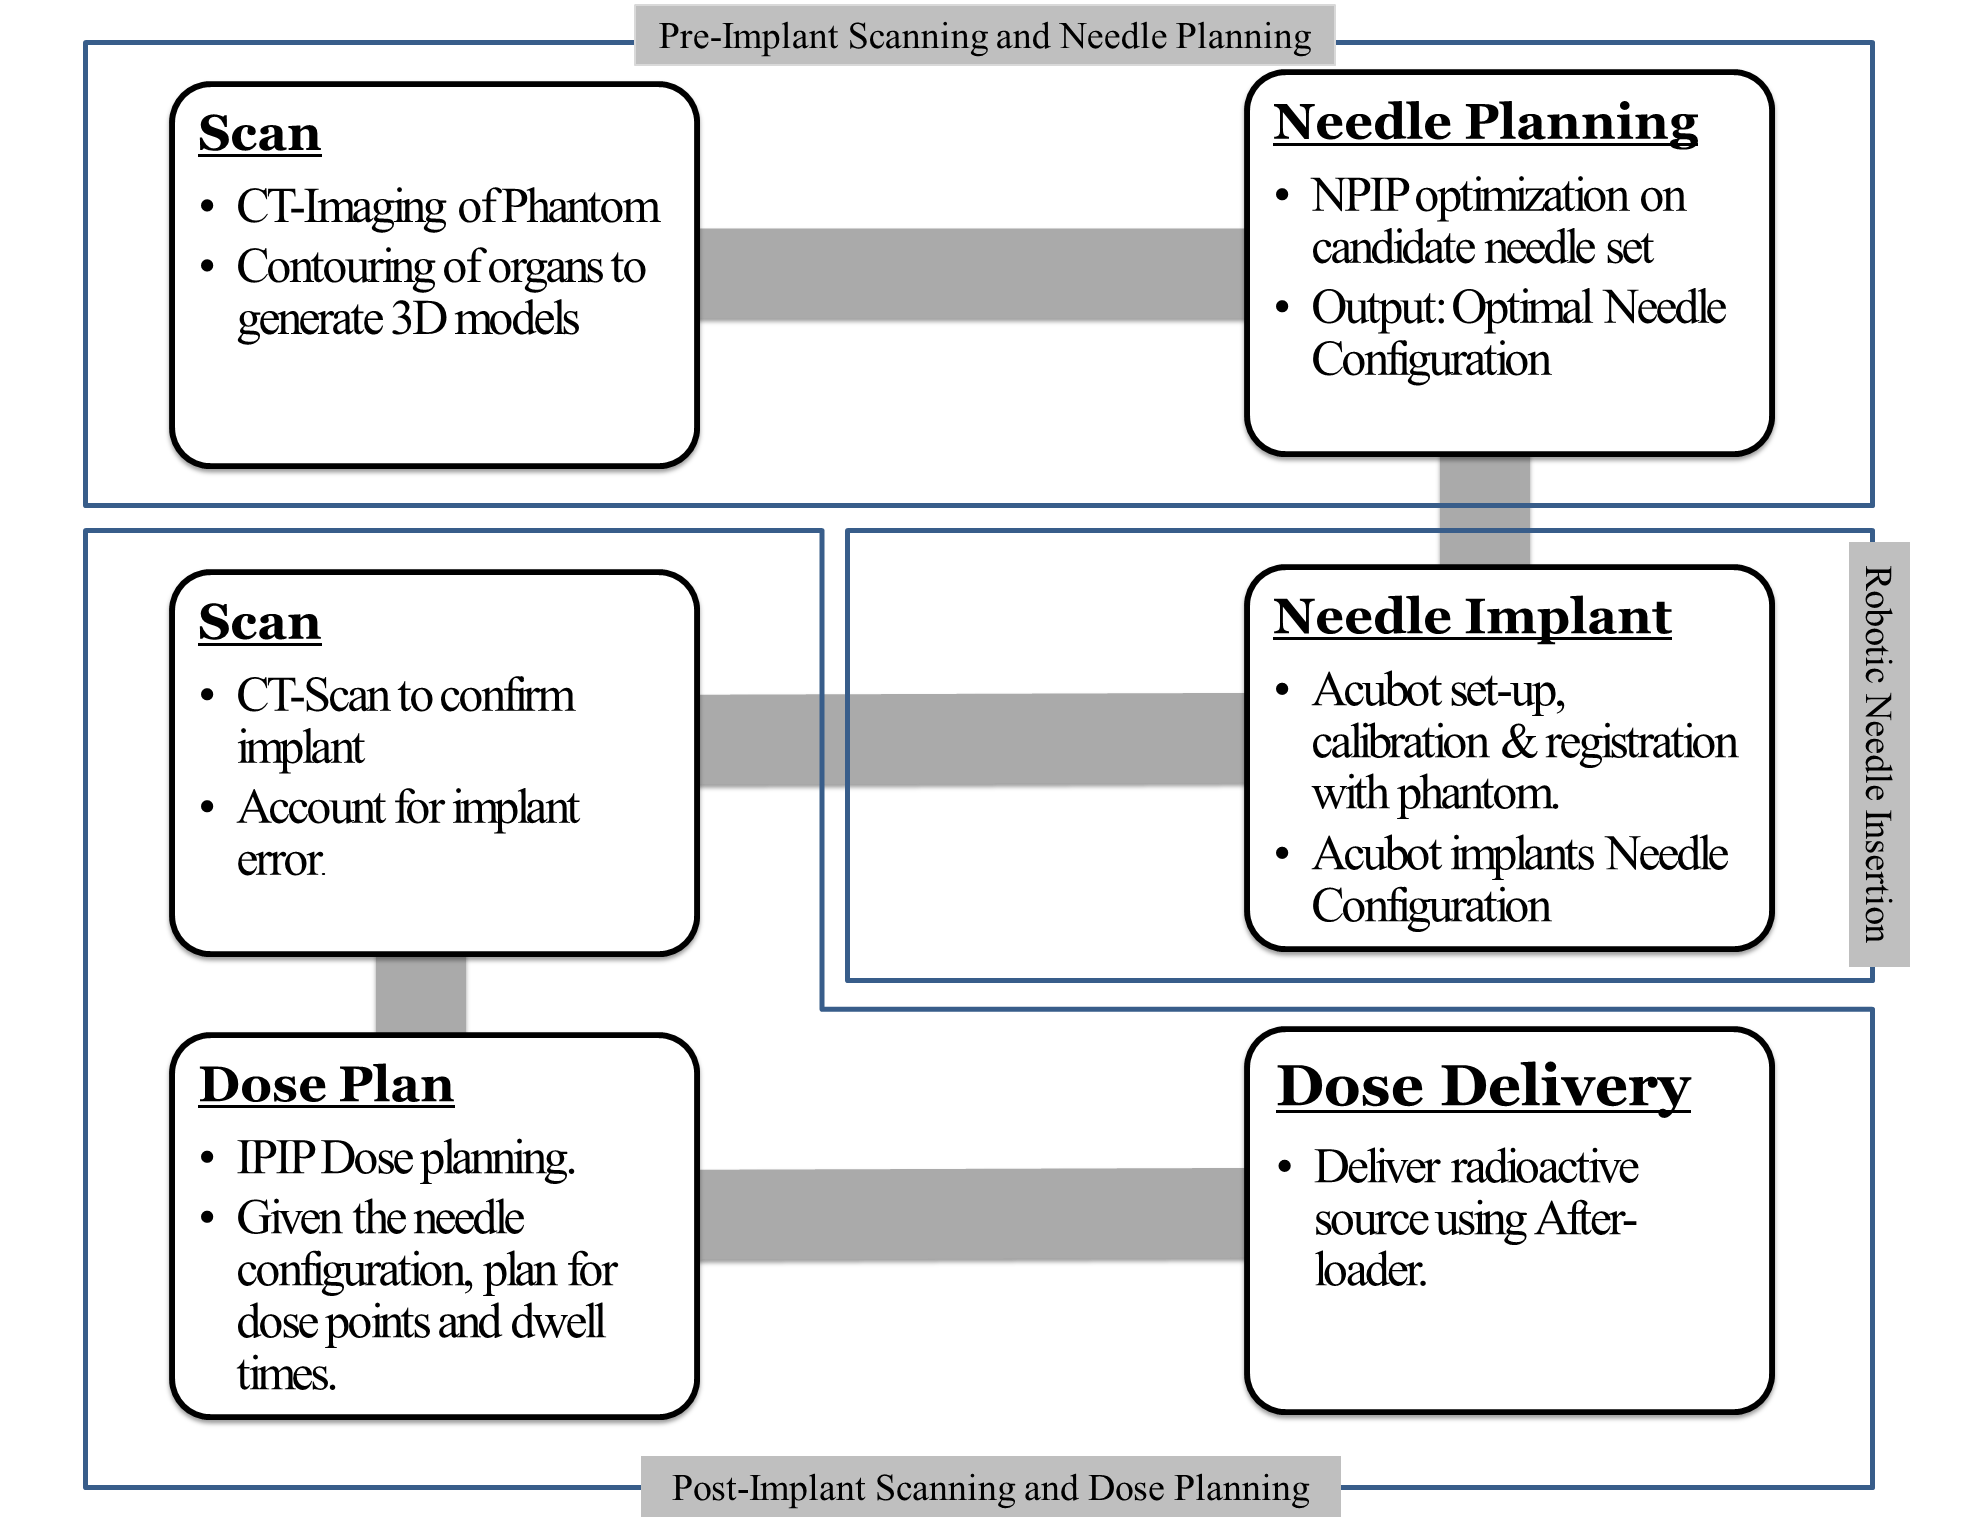 Pre-Implant Scanning and Needle Planning
Scan
• CT-Imaging of Phantom
• Contouring of organs to
generate 3D models
Needle Planning
• NPIP optimization on
candidate needle set
• Output: Optimal Needle
Configuration
Needle Implant
• Acubot set-up,
calibration & registration
with phantom.
• Acubot implants Needle
Configuration
Robotic Needle Insertion
Scan
• CT-Scan to confirm
implant
• Account for implant
error.
Dose Plan
• IPIP Dose planning.
• Given the needle
configuration, plan for
dose points and dwell
times.
Dose Delivery
• Deliver radioactive
source using After-
loader.
Post-Implant Scanning and Dose Planning